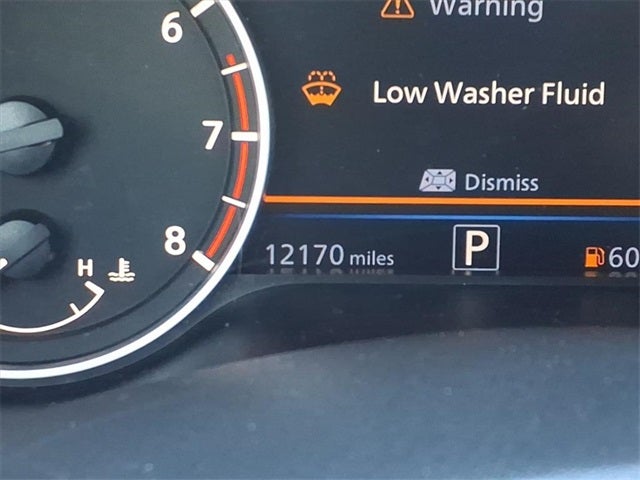 6
7
8
H
Warning
Low Washer Fluid
Dismiss
12170 miles
P
60